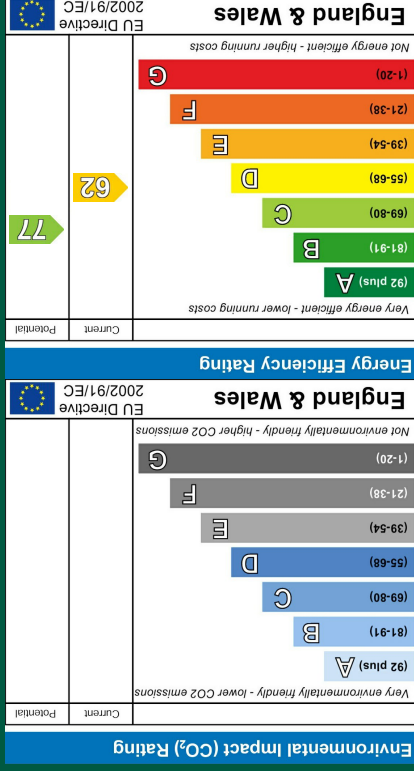 Environmental Impact (CO₂) Rating
Current Potential
Very environmentally friendly - lower CO2 emissions
(92 plus) A
(81-91) B
(69-80) C
(55-68) D
(39-54) E
(21-38) F
(1-20) G
Not environmentally friendly - higher CO2 emissions
England & Wales
EU Directive
2002/91/EC
Energy Efficiency Rating
Current Potential
Very energy efficient - lower running costs
(92 plus) A
(81-91) B
(69-80) C
(55-68) D
(39-54) E
(21-38) F
(1-20) G
62
77
Not energy efficient - higher running costs
England & Wales
EU Directive
2002/91/EC